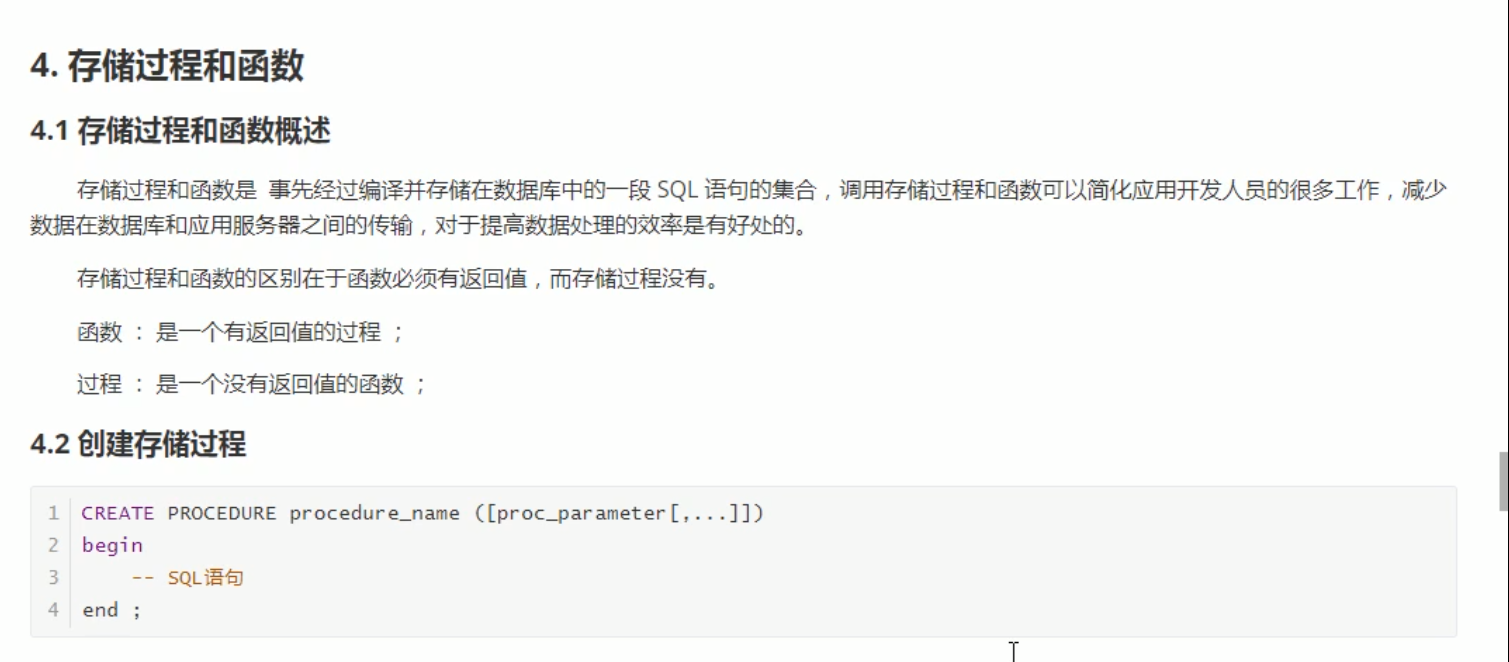 4. 存储过程和函数
4.1 存储过程和函数概述
存储过程和函数是 事先经过编译并存储在数据库中的一段 SQL 语句的集合，调用存储过程和函数可以简化应用开发人员的很多工作，减少
数据在数据库和应用服务器之间的传输，对于提高数据处理的效率是有好处的。
存储过程和函数的区别在于函数必须有返回值，而存储过程没有。
函数 ： 是一个有返回值的过程 ；
过程 ： 是一个没有返回值的函数 ；
4.2 创建存储过程
1 CREATE PROCEDURE procedure_name ([proc_parameter[,...]])
2 begin
3 -- SQL语句
4 end ;